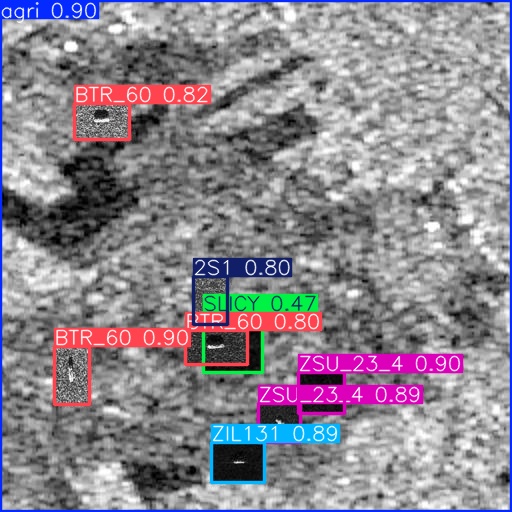 agri 0.90
BTR_60 0.82
2S1 0.80
SLICY 0.47
BTR_60 0.80
BTR_60 0.90
ZSU_23_4 0.90
ZSU_23_4 0.89
ZIL131 0.89